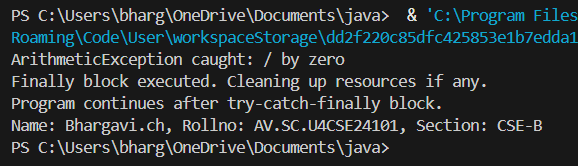 PS C:\Users\bharg\OneDrive\Documents\java>  & 'C:\Program Files
Roaming\Code\User\workspaceStorage\dd2f220c85dfc425853e1b7edda1
ArithmeticException caught: / by zero
Finally block executed. Cleaning up resources if any.
Program continues after try-catch-finally block.
Name: Bhargavi.ch, Rollno: AV.SC.U4CSE24101, Section: CSE-B
PS C:\Users\bharg\OneDrive\Documents\java>